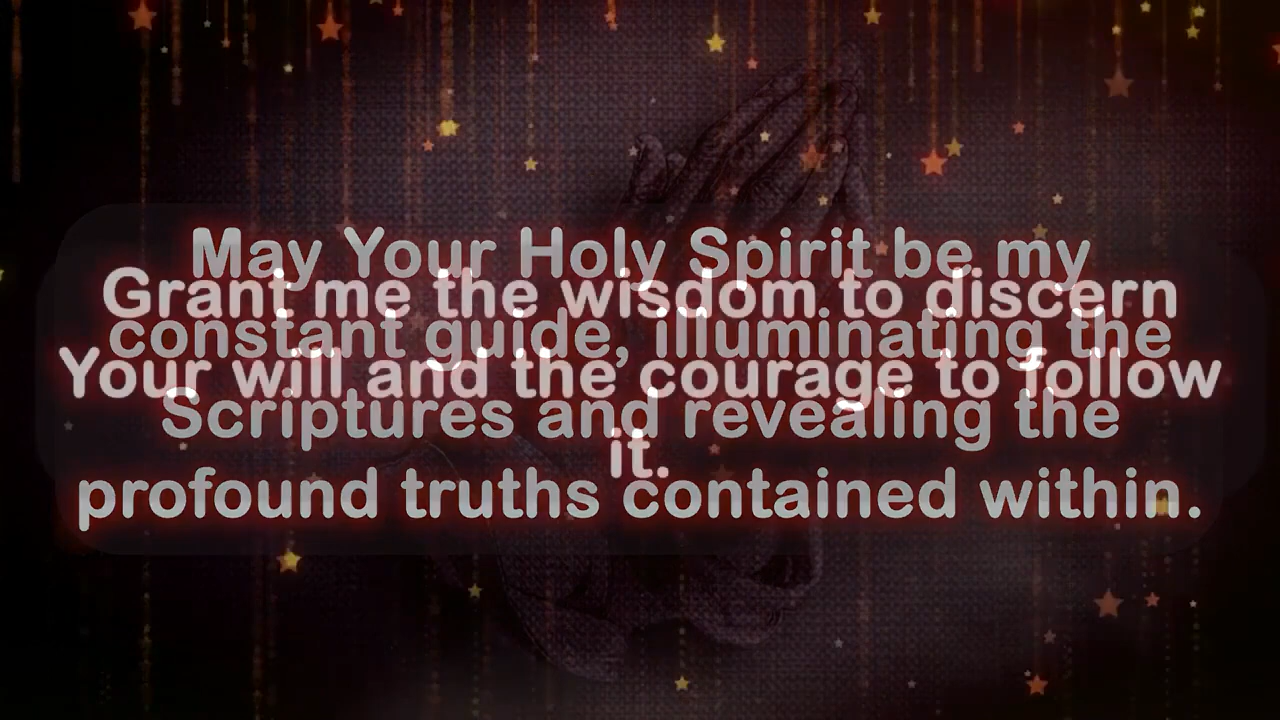 May Your Holy Spirit be my
constant guide, illuminating the
Scriptures and revealing the
profound truths contained within.
Grant me the wisdom to discern
Your will and the courage to follow
it.